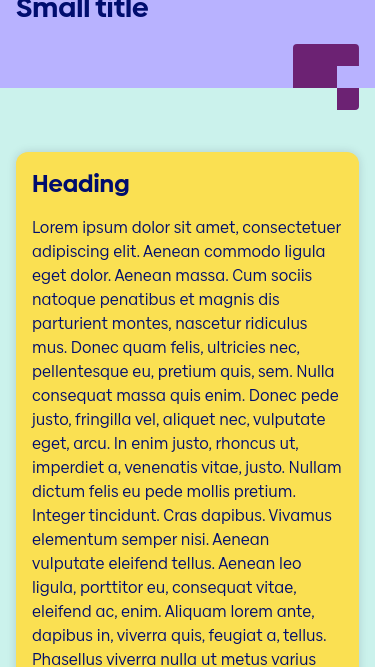 Small title
Heading
Lorem ipsum dolor sit amet, consectetuer
adipiscing elit. Aenean commodo ligula
eget dolor. Aenean massa. Cum sociis
natoque penatibus et magnis dis
parturient montes, nascetur ridiculus
mus. Donec quam felis, ultricies nec,
pellentesque eu, pretium quis, sem. Nulla
consequat massa quis enim. Donec pede
justo, fringilla vel, aliquet nec, vulputate
eget, arcu. In enim justo, rhoncus ut,
imperdiet a, venenatis vitae, justo. Nullam
dictum felis eu pede mollis pretium.
Integer tincidunt. Cras dapibus. Vivamus
elementum semper nisi. Aenean
vulputate eleifend tellus. Aenean leo
ligula, porttitor eu, consequat vitae,
eleifend ac, enim. Aliquam lorem ante,
dapibus in, viverra quis, feugiat a, tellus.
Phasellus viverra nulla ut metus varius